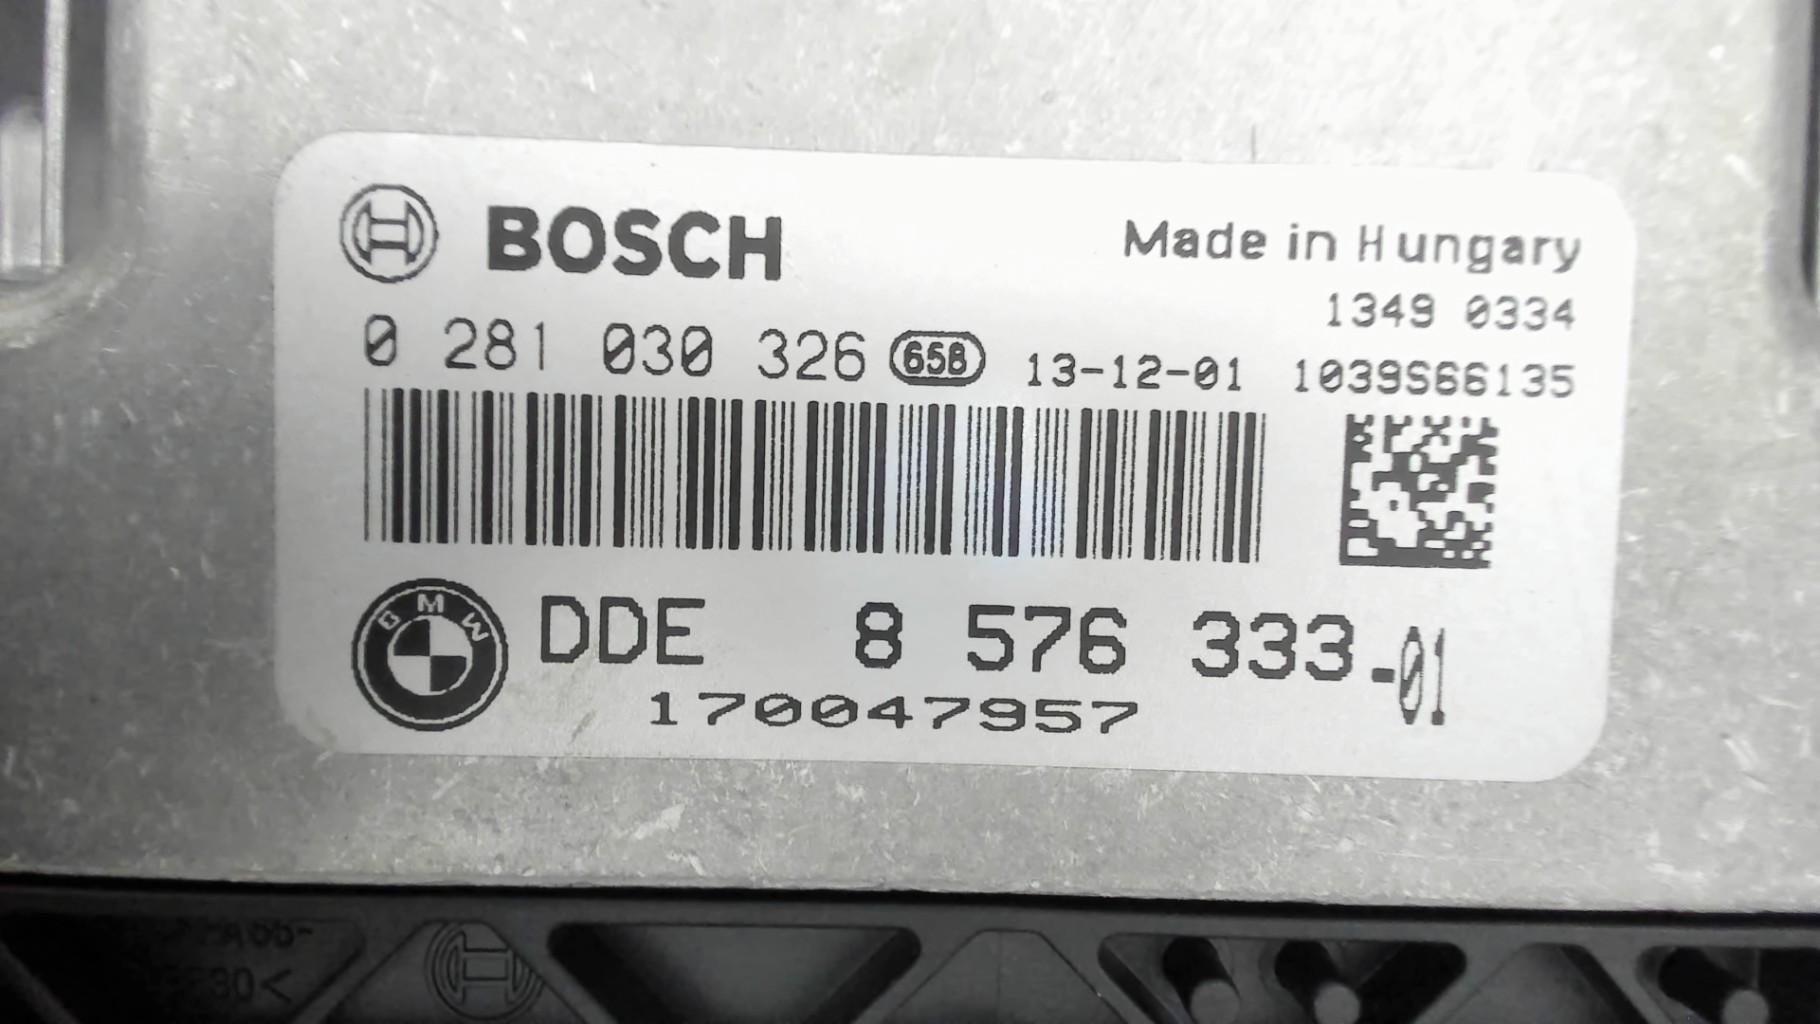 BOSCH
Made in Hungary
1349 0334
0 281 030 326 658 13-12-01 1039S66135
BMW
DDE 8 576 333-01
170047957